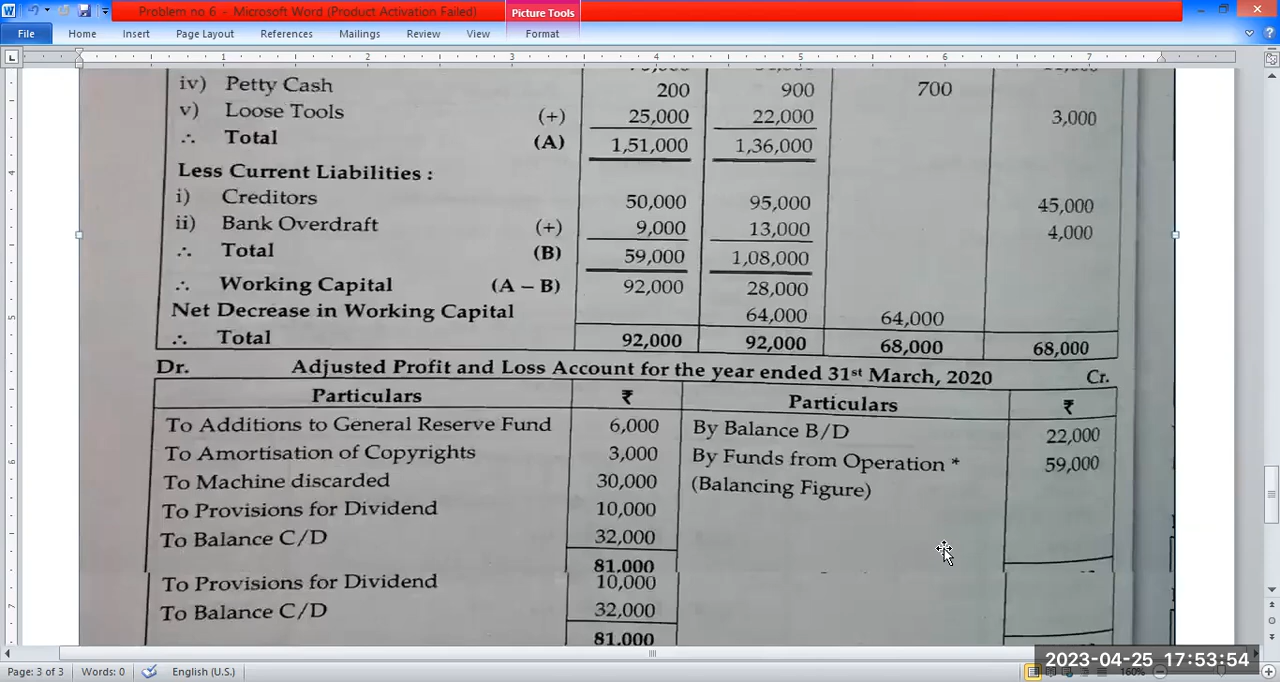 Problem no 6 - Microsoft Word (Product Activation Failed)
Picture Tools
File Home Insert Page Layout References Mailings Review View Format
1 2 3 4 5 6 7
iv) Petty Cash 200 900 700
v) Loose Tools (+) 25,000 22,000 3,000
∴ Total (A) 1,51,000 1,36,000
Less Current Liabilities :
i) Creditors 50,000 95,000 45,000
ii) Bank Overdraft (+) 9,000 13,000 4,000
∴ Total (B) 59,000 1,08,000
∴ Working Capital (A – B) 92,000 28,000
Net Decrease in Working Capital 64,000 64,000
∴ Total 92,000 92,000 68,000 68,000
Dr. Adjusted Profit and Loss Account for the year ended 31st March, 2020 Cr.
Particulars ₹ Particulars ₹
To Additions to General Reserve Fund 6,000 By Balance B/D 22,000
To Amortisation of Copyrights 3,000 By Funds from Operation * 59,000
To Machine discarded 30,000 (Balancing Figure)
To Provisions for Dividend 10,000
To Balance C/D 32,000
81,000
To Provisions for Dividend 10,000
To Balance C/D 32,000
81,000
2023-04-25 17:53:54
Page: 3 of 3 Words: 0 English (U.S.) 160%